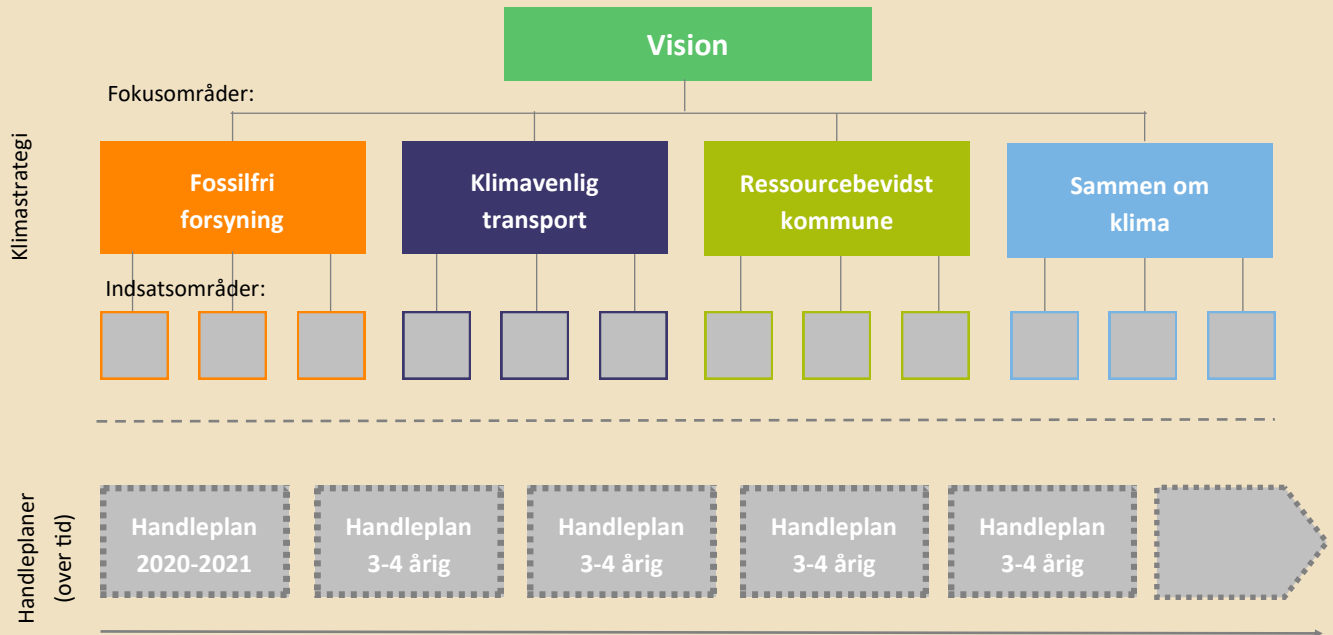 Vision
Fokusområder:
Klimastrategi
Fossilfri
forsyning
Klimavenlig
transport
Ressourcebevidst
kommune
Sammen om
klima
Indsatsområder:
Handleplaner
(over tid)
Handleplan
2020-2021
Handleplan
3-4 årig
Handleplan
3-4 årig
Handleplan
3-4 årig
Handleplan
3-4 årig